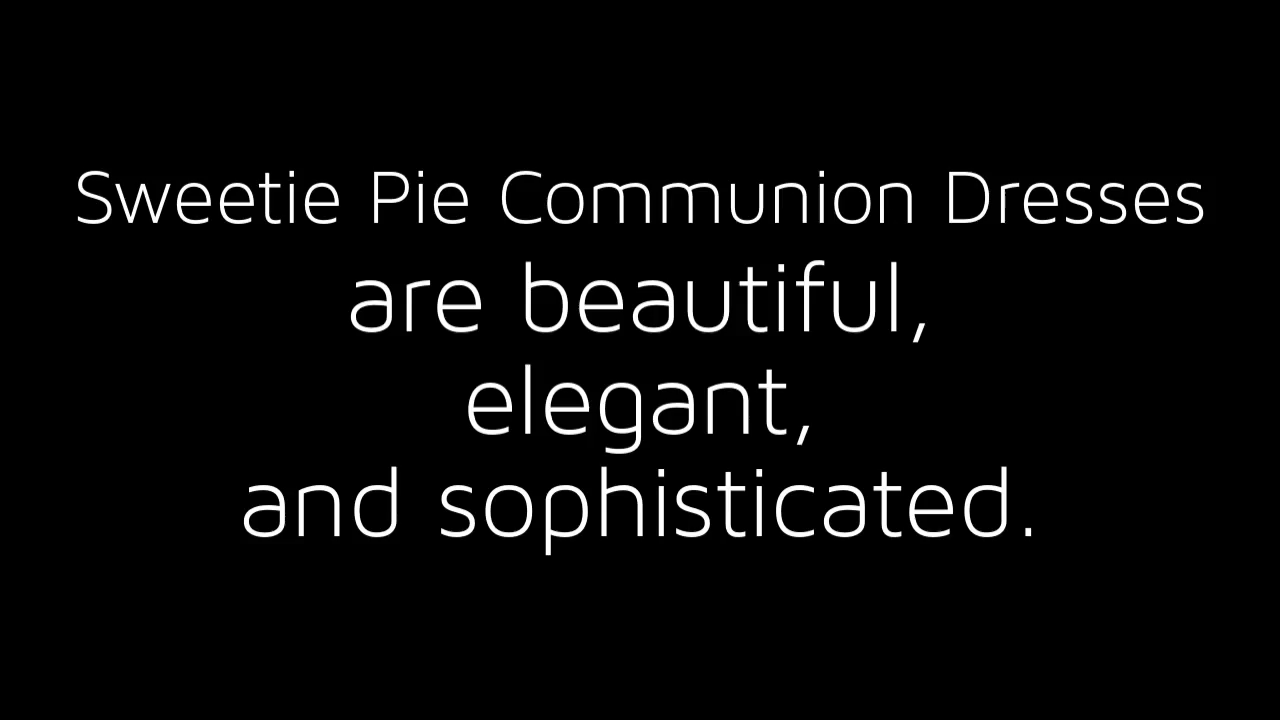 Sweetie Pie Communion Dresses
are beautiful,
elegant,
and sophisticated.